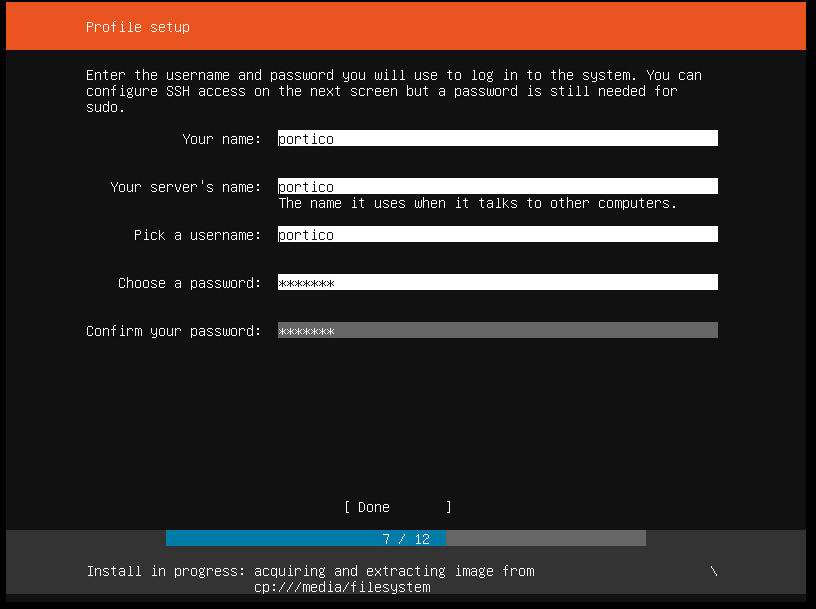 Profile setup
Enter the username and password you will use to log in to the system. You can
configure SSH access on the next screen but a password is still needed for
sudo.
Your name: portico
Your server's name: portico
The name it uses when it talks to other computers.
Pick a username: portico
Choose a password: *******
Confirm your password: *******
[ Done ]
7 / 12
Install in progress: acquiring and extracting image from \
cp:///media/filesystem